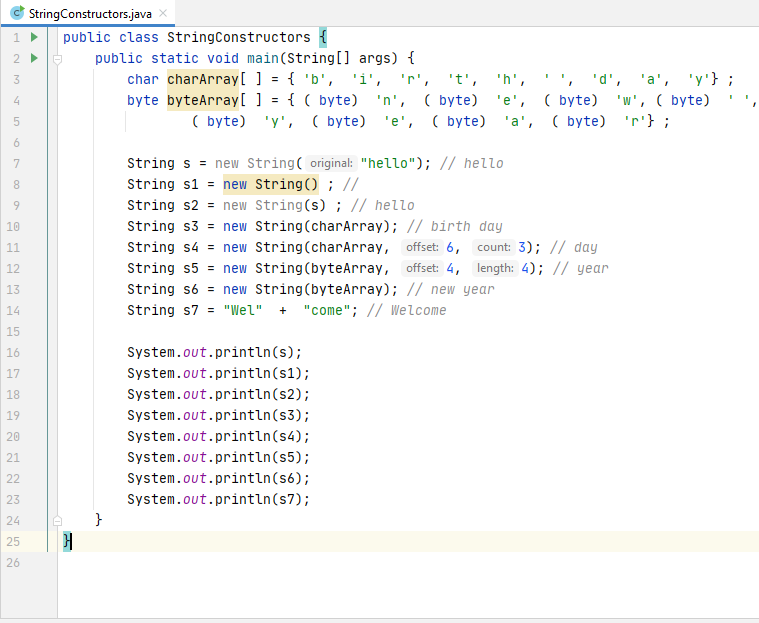 StringConstructors.java
1 public class StringConstructors {
2 public static void main(String[] args) {
3 char charArray[ ] = { 'b', 'i', 'r', 't', 'h', ' ', 'd', 'a', 'y'} ;
4 byte byteArray[ ] = { ( byte) 'n', ( byte) 'e', ( byte) 'w', ( byte) ' ',
5 ( byte) 'y', ( byte) 'e', ( byte) 'a', ( byte) 'r'} ;
6
7 String s = new String( original: "hello"); // hello
8 String s1 = new String() ; //
9 String s2 = new String(s) ; // hello
10 String s3 = new String(charArray); // birth day
11 String s4 = new String(charArray, offset: 6, count: 3); // day
12 String s5 = new String(byteArray, offset: 4, length: 4); // year
13 String s6 = new String(byteArray); // new year
14 String s7 = "Wel" + "come"; // Welcome
15
16 System.out.println(s);
17 System.out.println(s1);
18 System.out.println(s2);
19 System.out.println(s3);
20 System.out.println(s4);
21 System.out.println(s5);
22 System.out.println(s6);
23 System.out.println(s7);
24 }
25 }
26